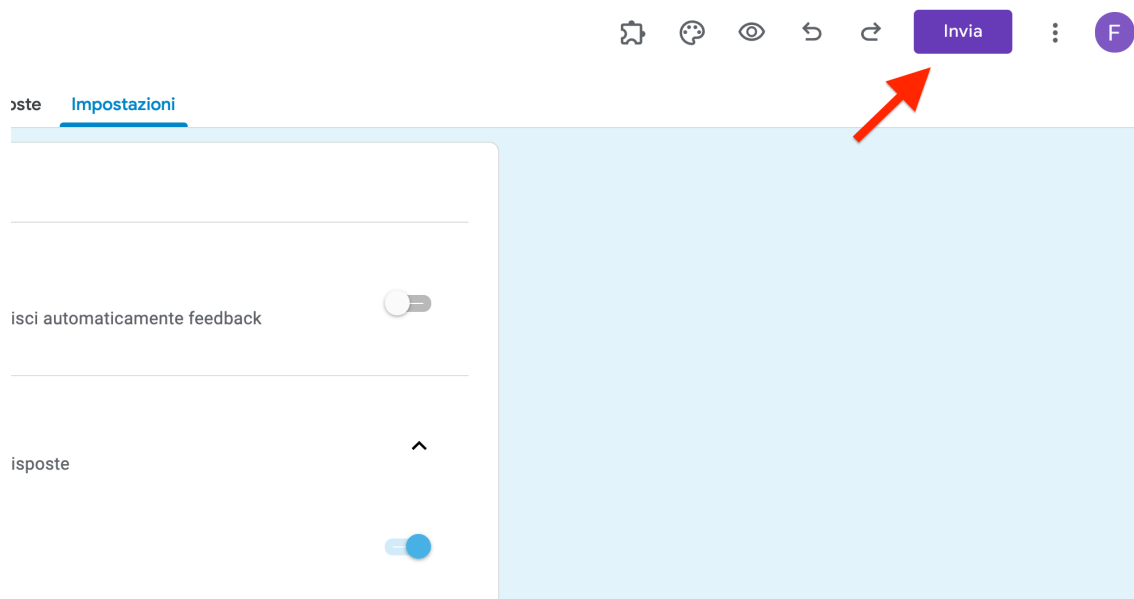 Invia
F
oste Impostazioni
isci automaticamente feedback
isposte